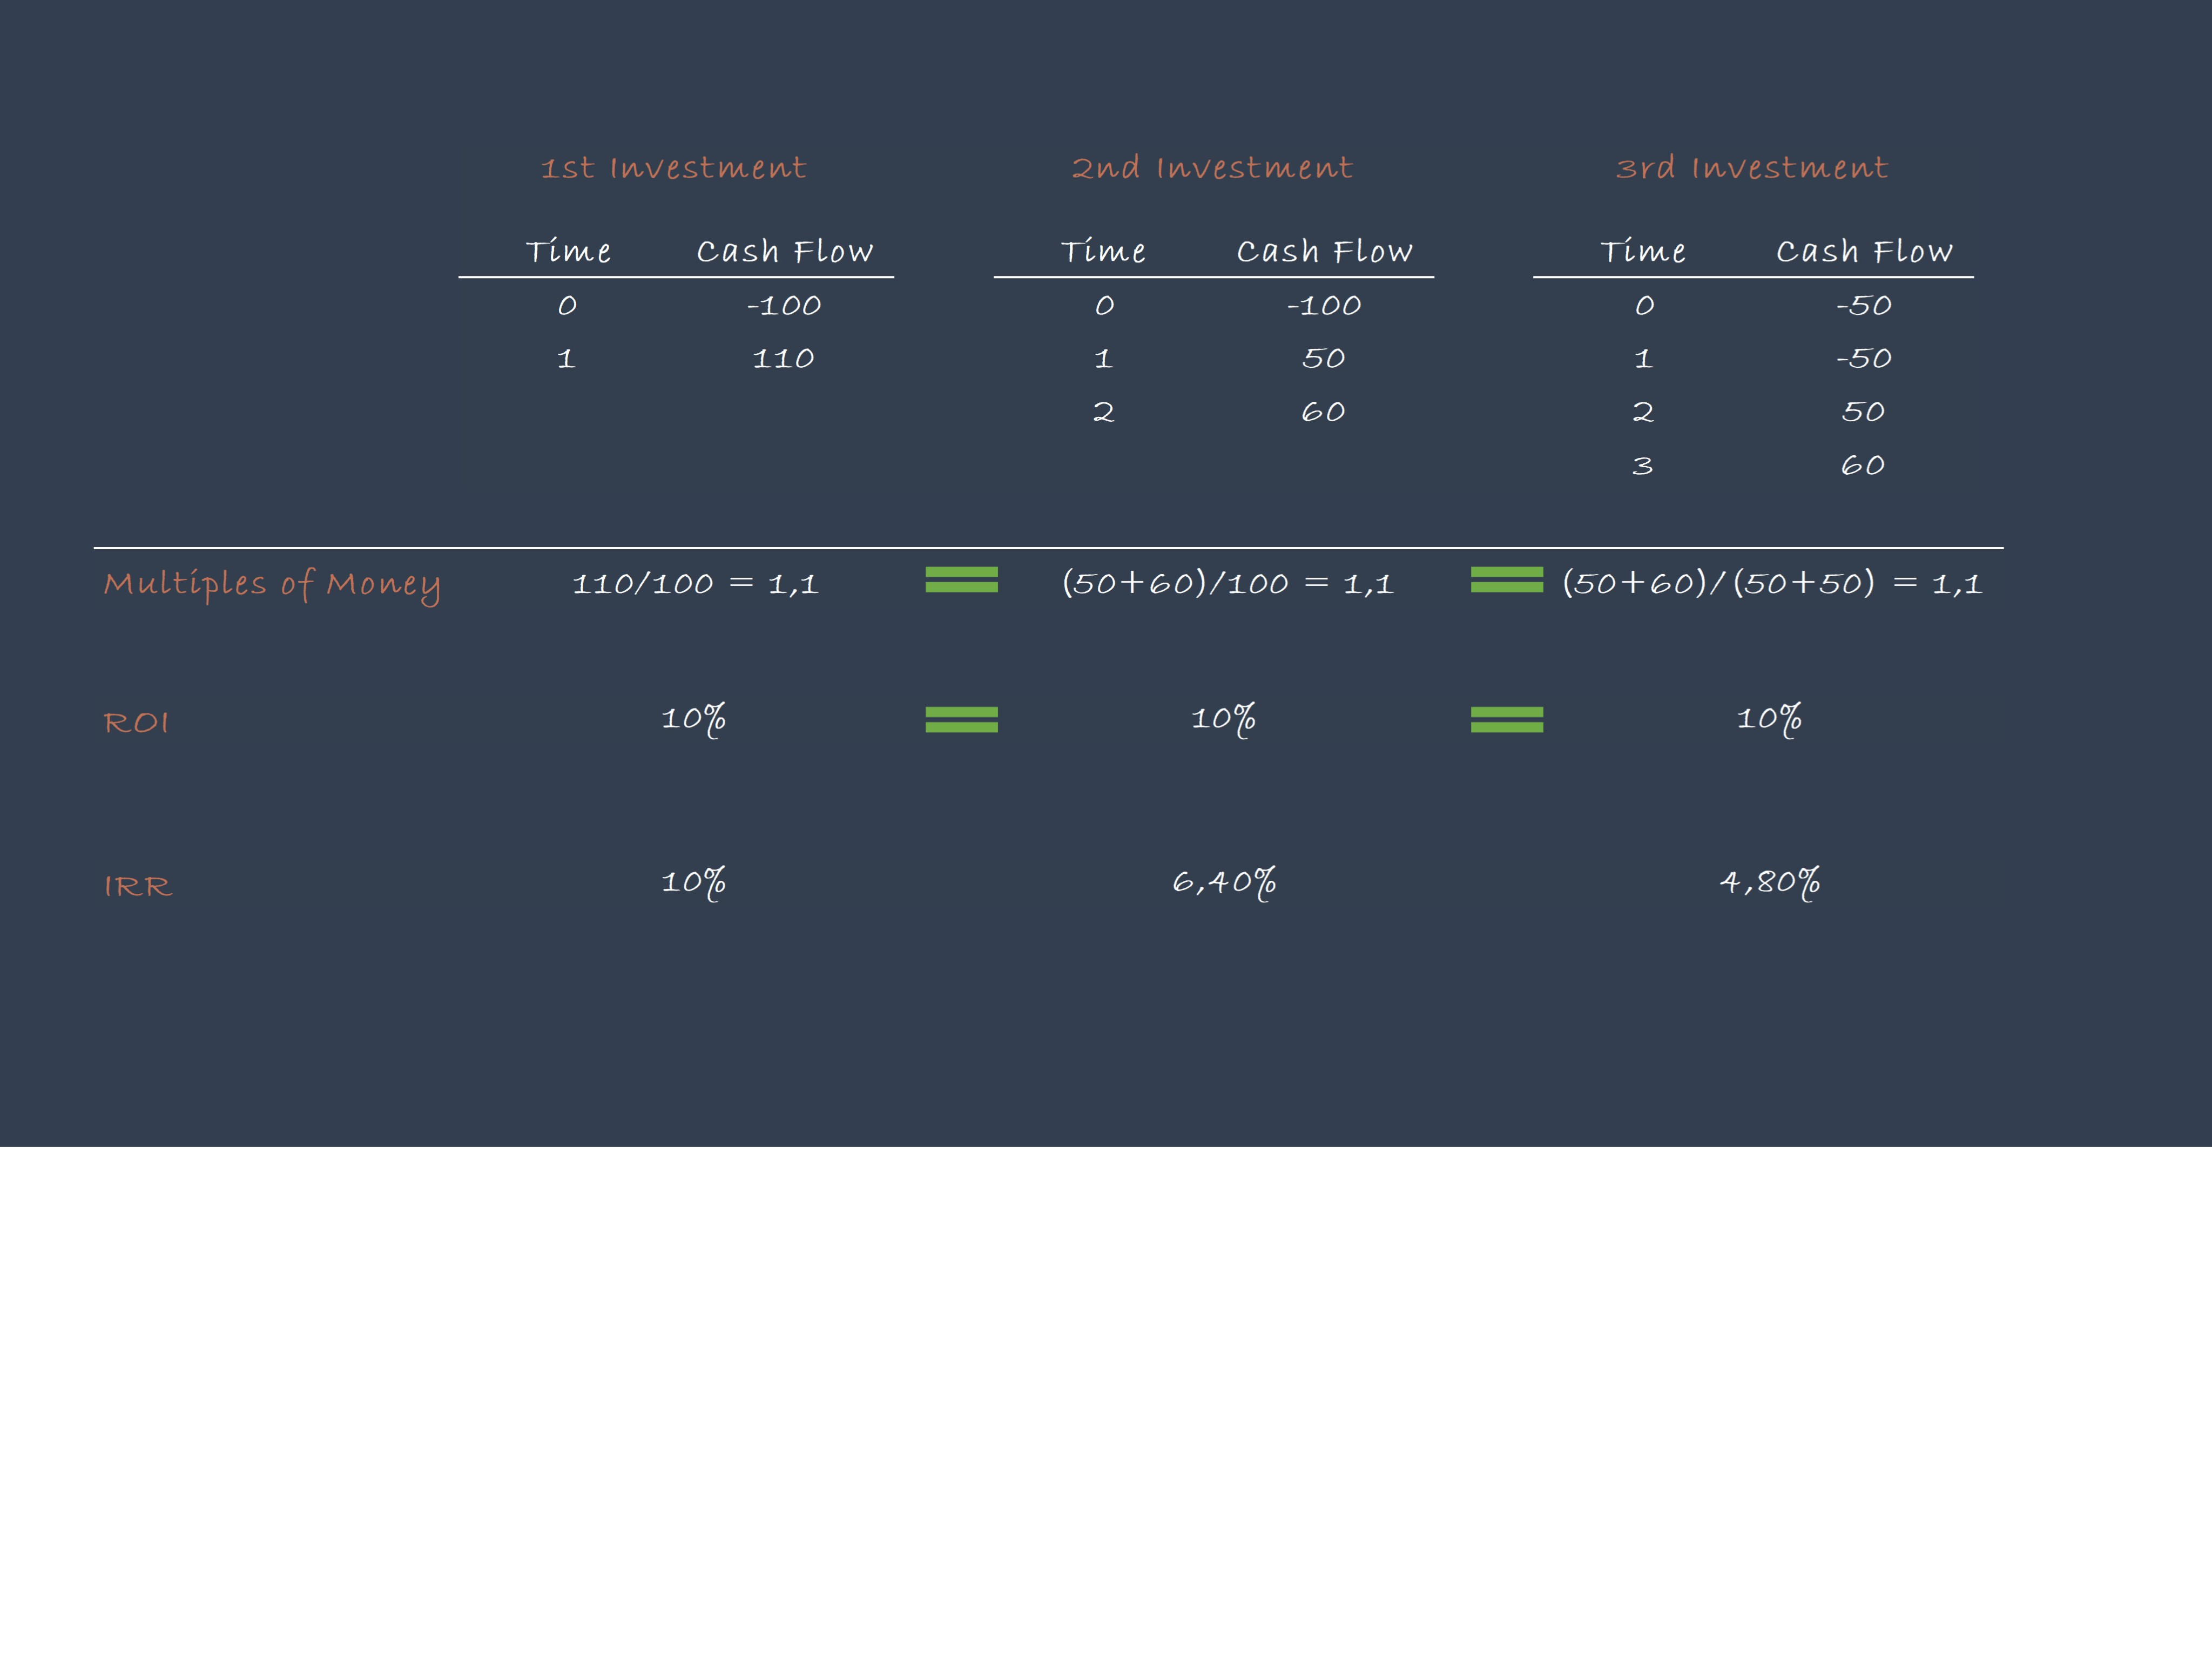 1st Investment 2nd Investment 3rd Investment
Time Cash Flow Time Cash Flow Time Cash Flow
0 -100 0 -100 0 -50
1 110 1 50 1 -50
2 60 2 50
3 60
Multiples of Money 110/100 = 1,1 = (50+60)/100 = 1,1 = (50+60)/(50+50) = 1,1
ROI 10% = 10% = 10%
IRR 10% 6,40% 4,80%